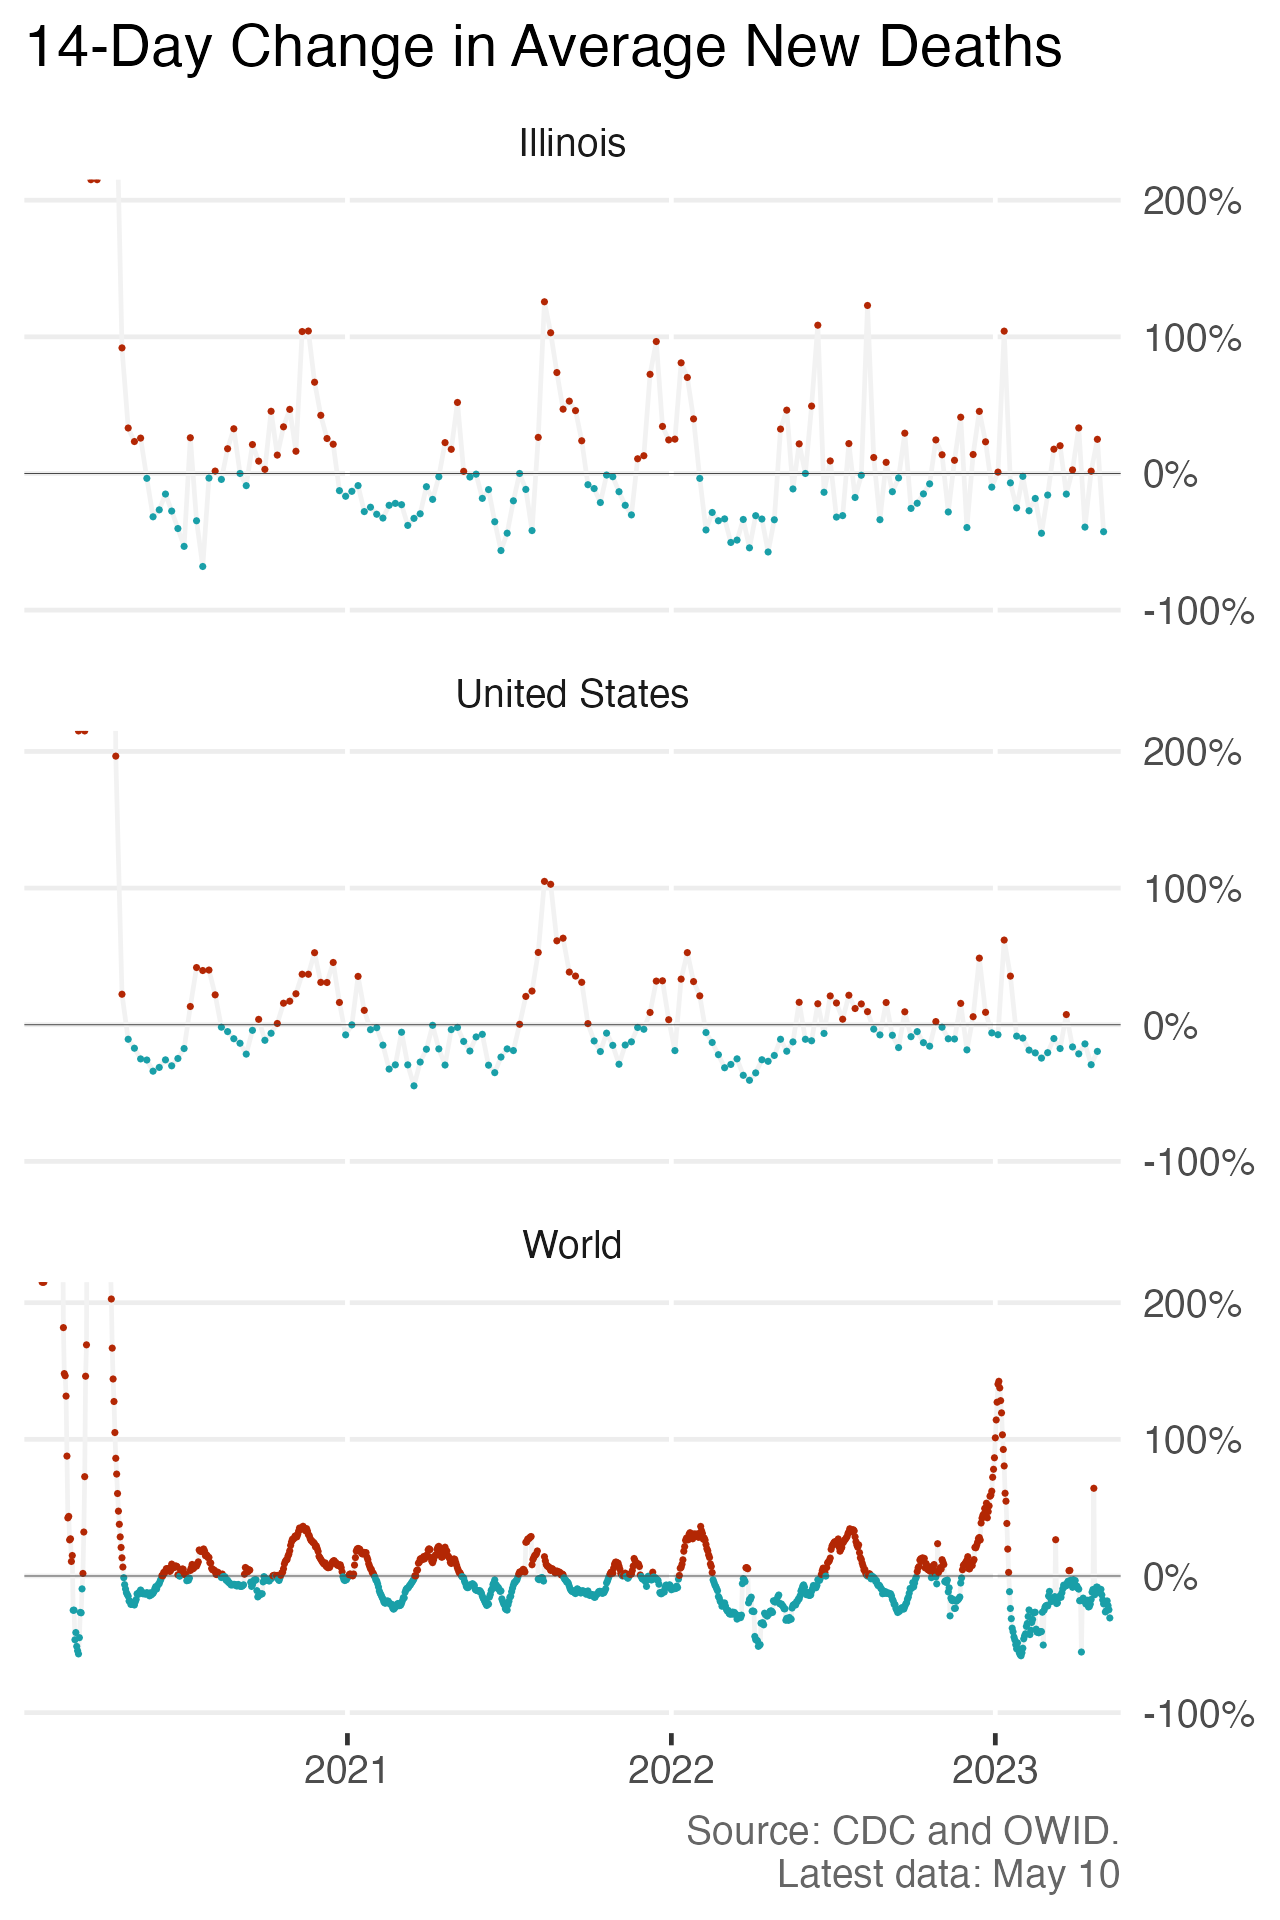 14-Day Change in Average New Deaths
Illinois
200%
100%
0%
-100%
United States
200%
100%
0%
-100%
World
200%
100%
0%
-100%
2021 2022 2023
Source: CDC and OWID.
Latest data: May 10